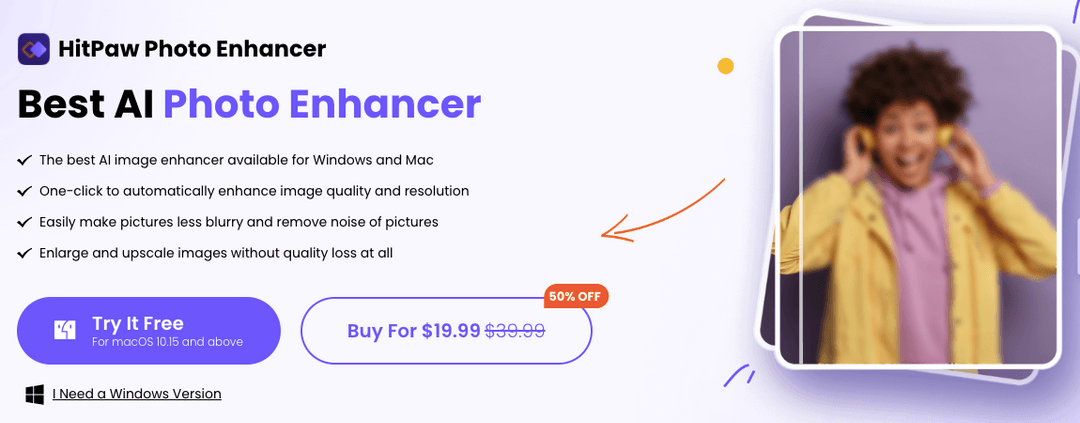 HitPaw Photo Enhancer
Best AI Photo Enhancer
The best AI image enhancer available for Windows and Mac
One-click to automatically enhance image quality and resolution
Easily make pictures less blurry and remove noise of pictures
Enlarge and upscale images without quality loss at all
50% OFF
Try It Free
For macOS 10.15 and above
Buy For $19.99 $39.99
I Need a Windows Version